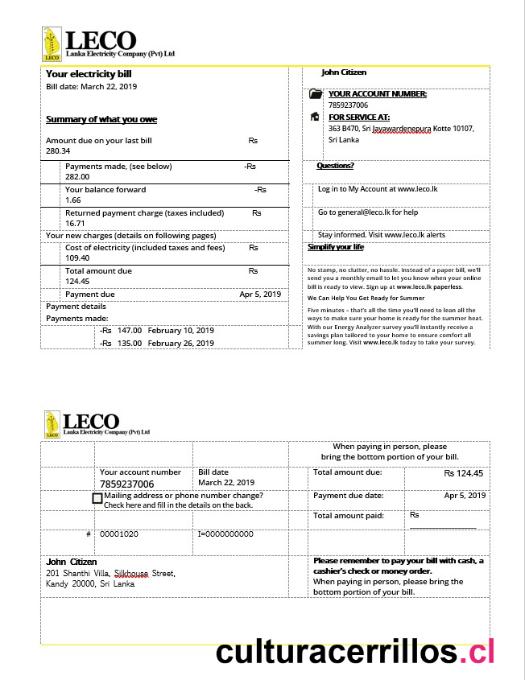 LECO
Lanka Electricity Company (Pvt) Ltd
Your electricity bill
Bill date: March 22, 2019
Summary of what you owe
Amount due on your last bill Rs
280.34
Payments made, (see below) -Rs
282.00
Your balance forward -Rs
1.66
Returned payment charge (taxes included) Rs
16.71
Your new charges (details on following pages)
Cost of electricity (included taxes and fees) Rs
109.40
Total amount due Rs
124.45
Payment due Apr 5, 2019
Payment details
Payments made:
-Rs 147.00 February 10, 2019
-Rs 135.00 February 26, 2019
John Citizen
YOUR ACCOUNT NUMBER:
7859237006
FOR SERVICE AT:
363 B470, Sri Jayawardenepura Kotte 10107,
Sri Lanka
Questions?
Log in to My Account at www.leco.lk
Go to general@leco.lk for help
Stay informed. Visit www.leco.lk alerts
Simplify your life
No stamp, no clutter, no hassle. Instead of a paper bill, we'll
send you a monthly email to let you know when your online
bill is ready to view. Sign up at www.leco.lk paperless.
We Can Help You Get Ready for Summer
Five minutes – that's all the time you'll need to lean all the
ways to make sure your home is ready for the summer heat.
With our Energy Analyzer survey you'll instantly receive a
savings plan tailored to your home to ensure comfort all
summer long. Visit www.leco.lk today to take your survey.
LECO
Lanka Electricity Company (Pvt) Ltd
When paying in person, please
bring the bottom portion of your bill.
Your account number Bill date Total amount due: Rs 124.45
7859237006 March 22, 2019
Mailing address or phone number change? Payment due date: Apr 5, 2019
Check here and fill in the details on the back.
Total amount paid: Rs
# 00001020 I=0000000000
John Citizen
201 Shanthi Villa, Silkhouse Street,
Kandy 20000, Sri Lanka
Please remember to pay your bill with cash, a
cashier's check or money order.
When paying in person, please bring the
bottom portion of your bill.
culturacerrillos.cl